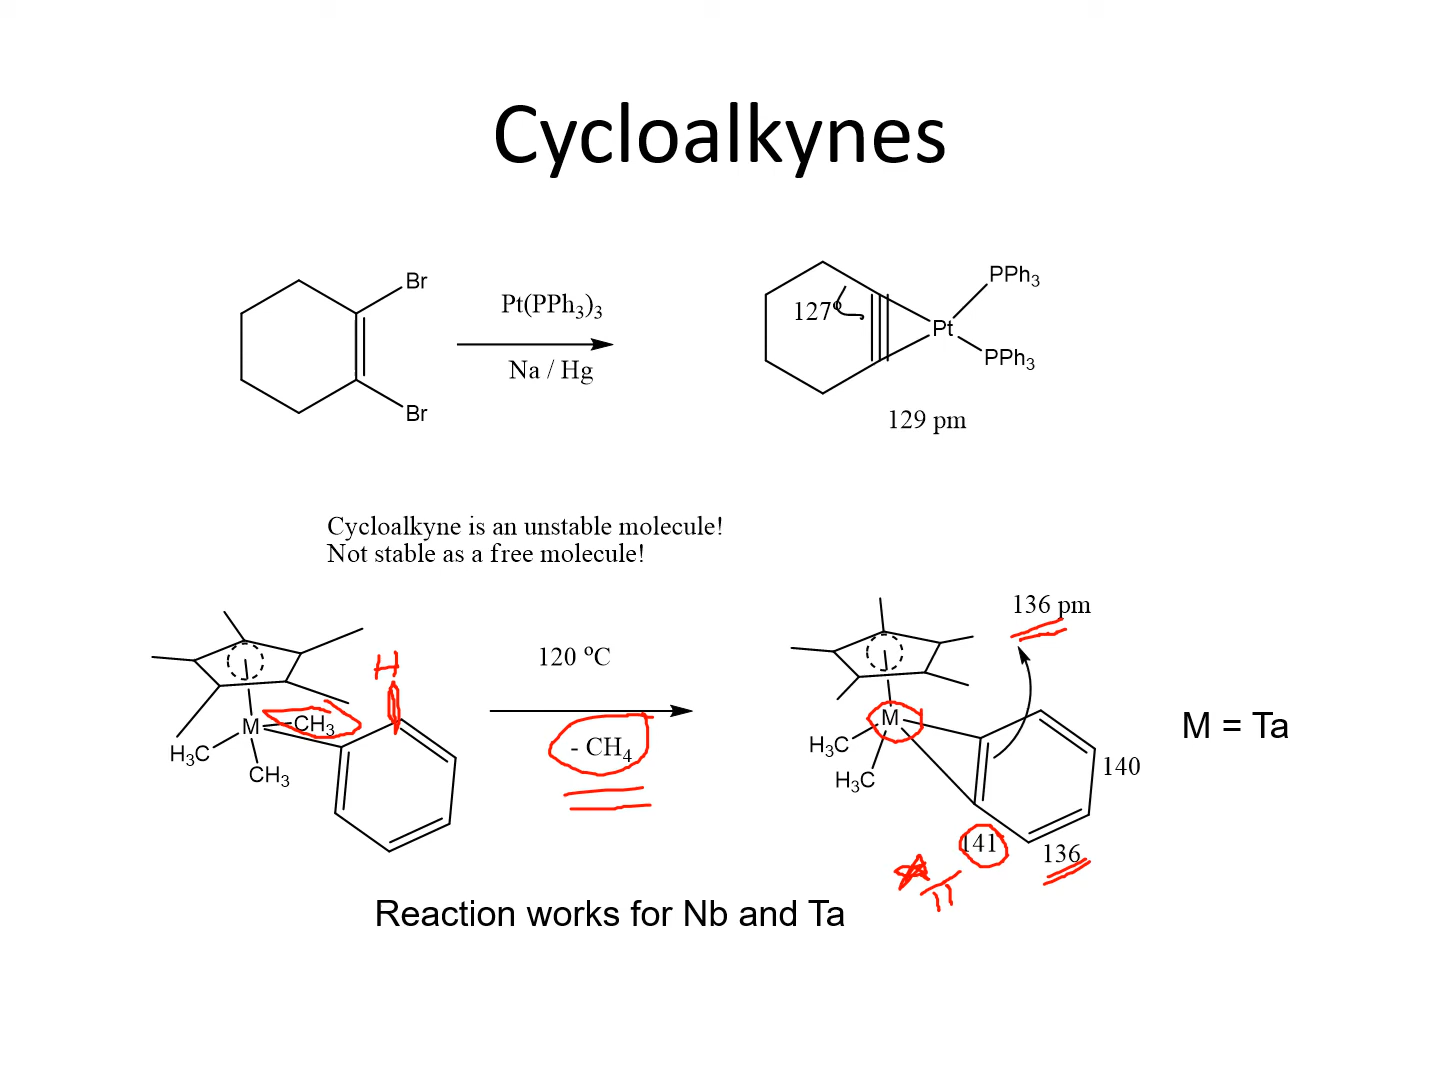 Cycloalkynes
Br
Br
Pt(PPh3)3
Na / Hg
127º
Pt
PPh3
PPh3
129 pm
Cycloalkyne is an unstable molecule!
Not stable as a free molecule!
H
M
CH3
H3C
CH3
120 ºC
- CH4
136 pm
M
H3C
H3C
140
141
136
π
M = Ta
Reaction works for Nb and Ta